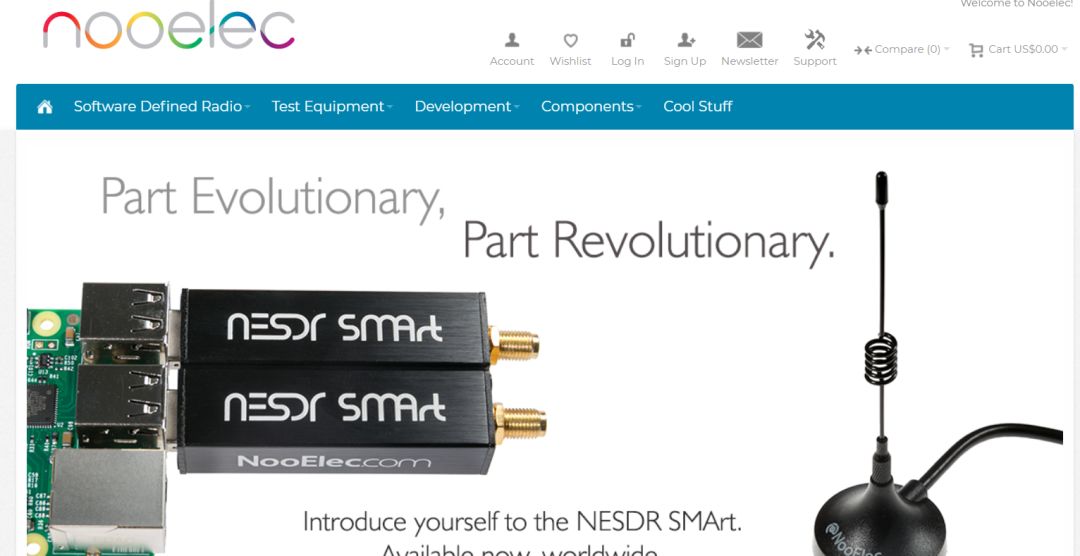 Welcome to Nooelec!
nooelec
Account Wishlist Log In Sign Up Newsletter Support Compare (0) Cart US$0.00
Software Defined Radio Test Equipment Development Components Cool Stuff
Part Evolutionary,
Part Revolutionary.
NESDR SMArt
NESDR SMArt
NooElec.com
@NooElec
Introduce yourself to the NESDR SMArt.
Available now, worldwide.